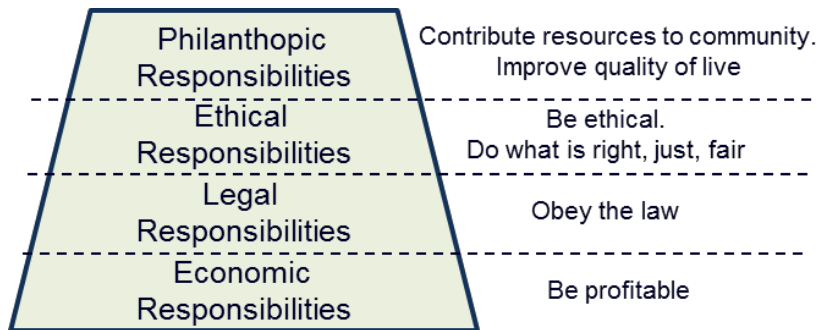 Philanthopic
Responsibilities
Contribute resources to community.
Improve quality of live
Ethical
Responsibilities
Be ethical.
Do what is right, just, fair
Legal
Responsibilities
Obey the law
Economic
Responsibilities
Be profitable